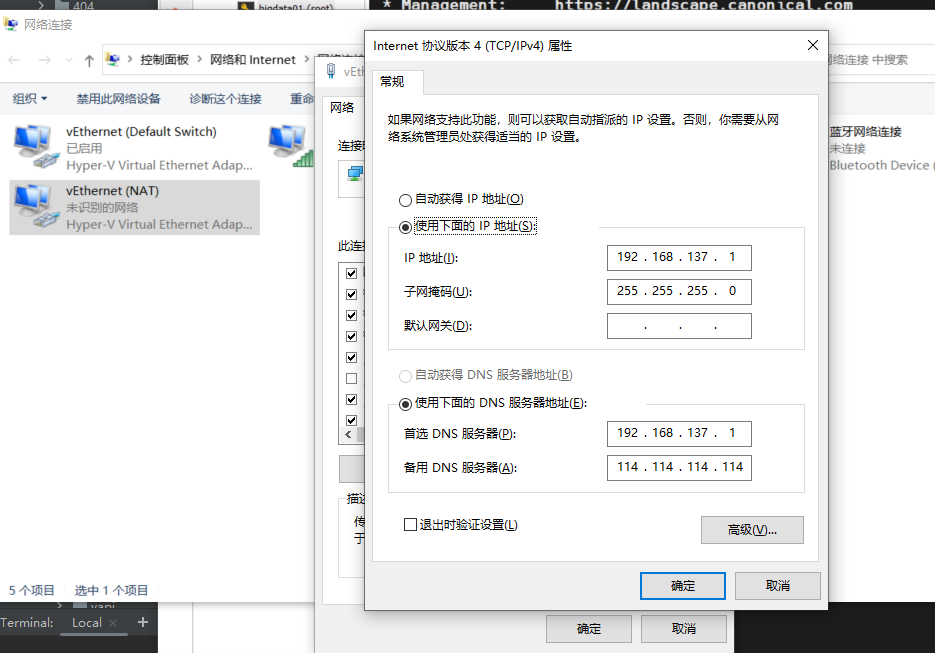 404
bigdata01 (root)
* Management: https://landscape.canonical.com
网络连接
控制面板 > 网络和 Internet >
网络连接 中搜索
组织 禁用此网络设备 诊断这个连接 重命
vEthernet (Default Switch)
已启用
Hyper-V Virtual Ethernet Adap...
vEthernet (NAT)
未识别的网络
Hyper-V Virtual Ethernet Adap...
蓝牙网络连接
未连接
Bluetooth Device (
5 个项目 选中 1 个项目
vEth
网络
连接时
此连接
描述
传
于
确定 取消
Internet 协议版本 4 (TCP/IPv4) 属性
常规
如果网络支持此功能，则可以获取自动指派的 IP 设置。否则，你需要从网
络系统管理员处获得适当的 IP 设置。
自动获得 IP 地址(O)
使用下面的 IP 地址(S):
IP 地址(I): 192 . 168 . 137 . 1
子网掩码(U): 255 . 255 . 255 . 0
默认网关(D): . . .
自动获得 DNS 服务器地址(B)
使用下面的 DNS 服务器地址(E):
首选 DNS 服务器(P): 192 . 168 . 137 . 1
备用 DNS 服务器(A): 114 . 114 . 114 . 114
退出时验证设置(L)
高级(V)...
确定 取消
Terminal: Local × +